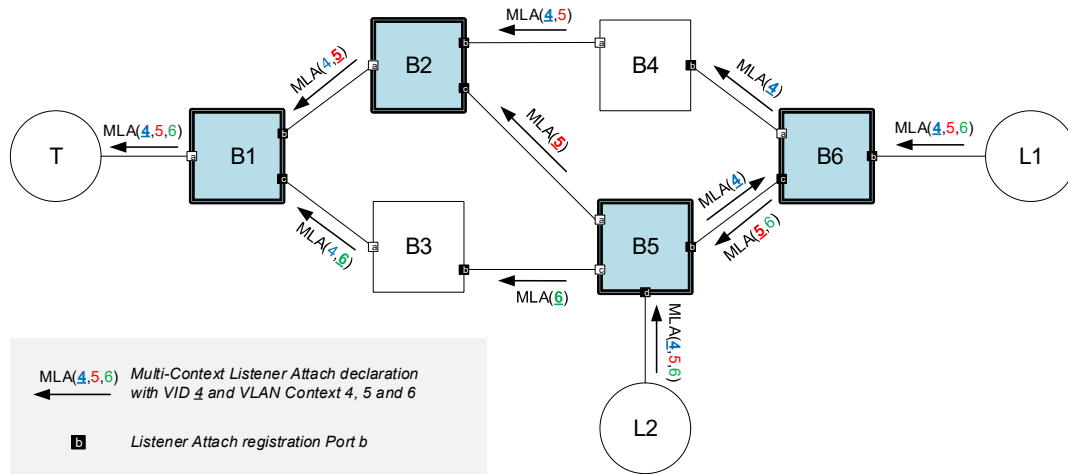 MLA(4,5)
b
B2
c
a
MLA(4,5)
a
B4
b
MLA(4)
MLA(4,5,6)
T
a
B1
b
c
MLA(5)
a
B6
b
c
MLA(4,5,6)
L1
MLA(4)
MLA(5,6)
a
B3
b
MLA(4,6)
MLA(6)
a
B5
b
c
d
MLA(4,5,6)
L2
MLA(4,5,6)
Multi-Context Listener Attach declaration
with VID 4 and VLAN Context 4, 5 and 6
b
Listener Attach registration Port b